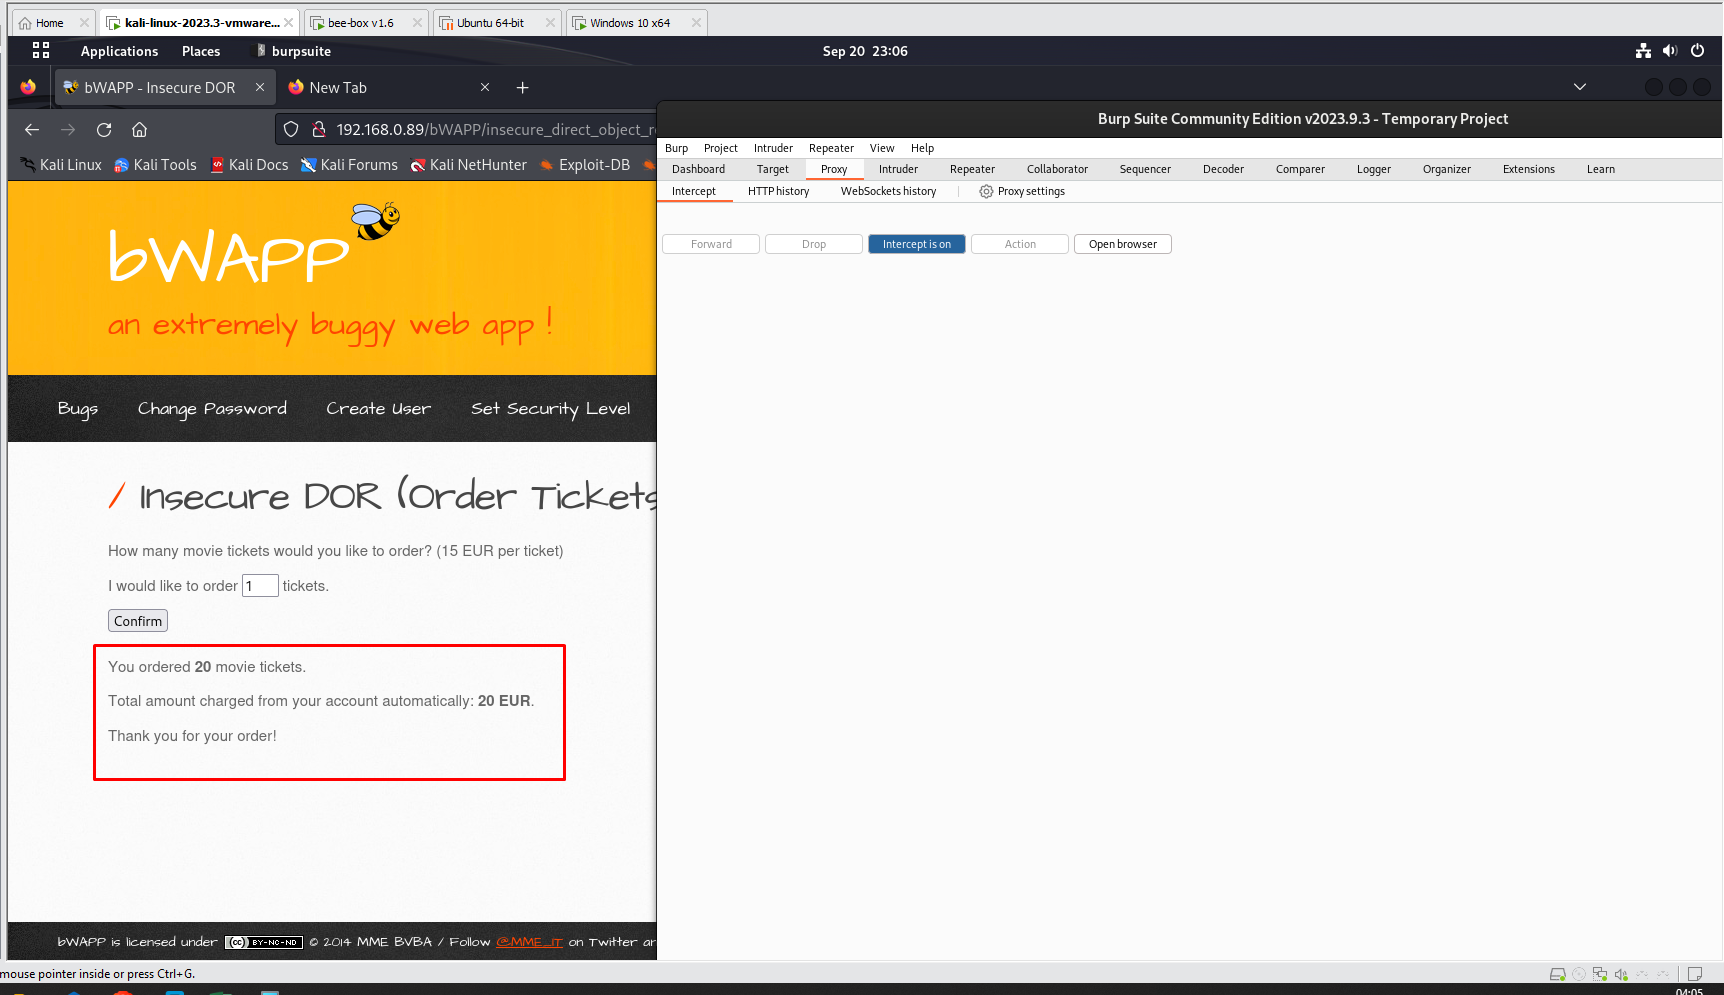 Home
kali-linux-2023.3-vmware...
bee-box v1.6
Ubuntu 64-bit
Windows 10 x64
Applications Places burpsuite
Sep 20 23:06
bWAPP - Insecure DOR
New Tab
192.168.0.89/bWAPP/insecure_direct_object_r
Kali Linux Kali Tools Kali Docs Kali Forums Kali NetHunter Exploit-DB
bWAPP
an extremely buggy web app !
Bugs Change Password Create User Set Security Level
/ Insecure DOR (Order Tickets
How many movie tickets would you like to order? (15 EUR per ticket)
I would like to order 1 tickets.
Confirm
You ordered 20 movie tickets.
Total amount charged from your account automatically: 20 EUR.
Thank you for your order!
bWAPP is licensed under (cc) BY-NC-ND © 2014 MME BVBA / Follow @MME_IT on Twitter ar
Burp Suite Community Edition v2023.9.3 - Temporary Project
Burp Project Intruder Repeater View Help
Dashboard Target Proxy Intruder Repeater Collaborator Sequencer Decoder Comparer Logger Organizer Extensions Learn
Intercept HTTP history WebSockets history Proxy settings
Forward Drop Intercept is on Action Open browser
mouse pointer inside or press Ctrl+G.
04:05